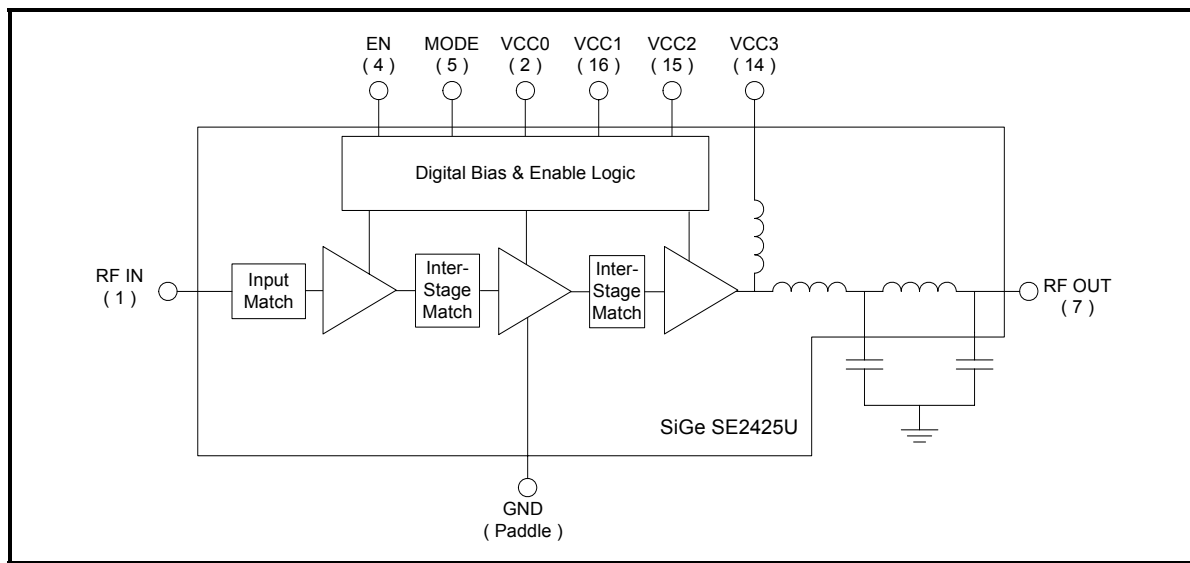 EN
( 4 )
MODE
( 5 )
VCC0
( 2 )
VCC1
( 16 )
VCC2
( 15 )
VCC3
( 14 )
Digital Bias & Enable Logic
RF IN
( 1 )
Input
Match
Inter-
Stage
Match
Inter-
Stage
Match
RF OUT
( 7 )
SiGe SE2425U
GND
( Paddle )